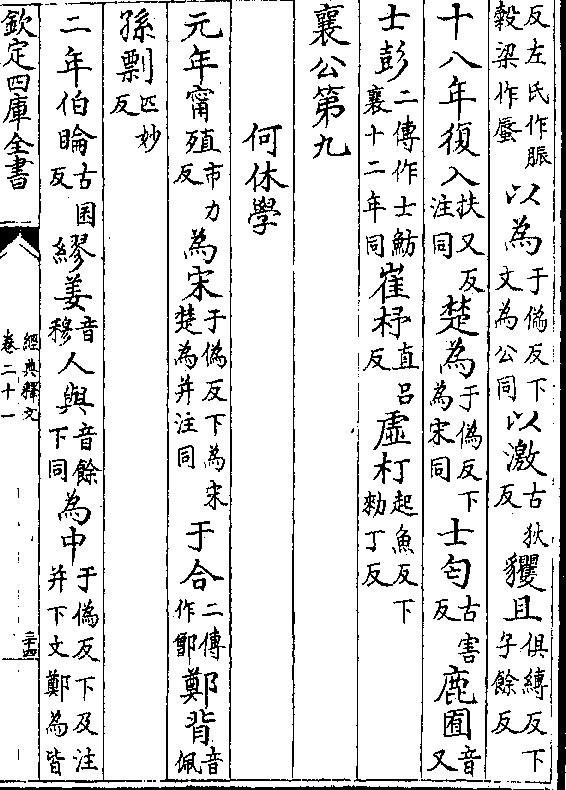 反左氏作脤穀梁作蜃以為于偽反下文為公同以激古狄反貜且俱縛反下子餘反
十八年復入扶又反注同楚為于偽反下為宋同士匄古害反鹿囿音又
士彭二傳作士魴襄十二年同崔杼直吕反虛朾起魚反下勑丁反
襄公第九
何休學
元年甯殖市力反為宋于偽反下為宋楚為并注同于合二傳作鄫鄭背音佩
孫剽匹妙反
二年伯睔古困反繆姜音穆人與音餘下同為中于偽反下及注并下文鄭為皆
欽定四庫全書
經典釋文
卷二十一